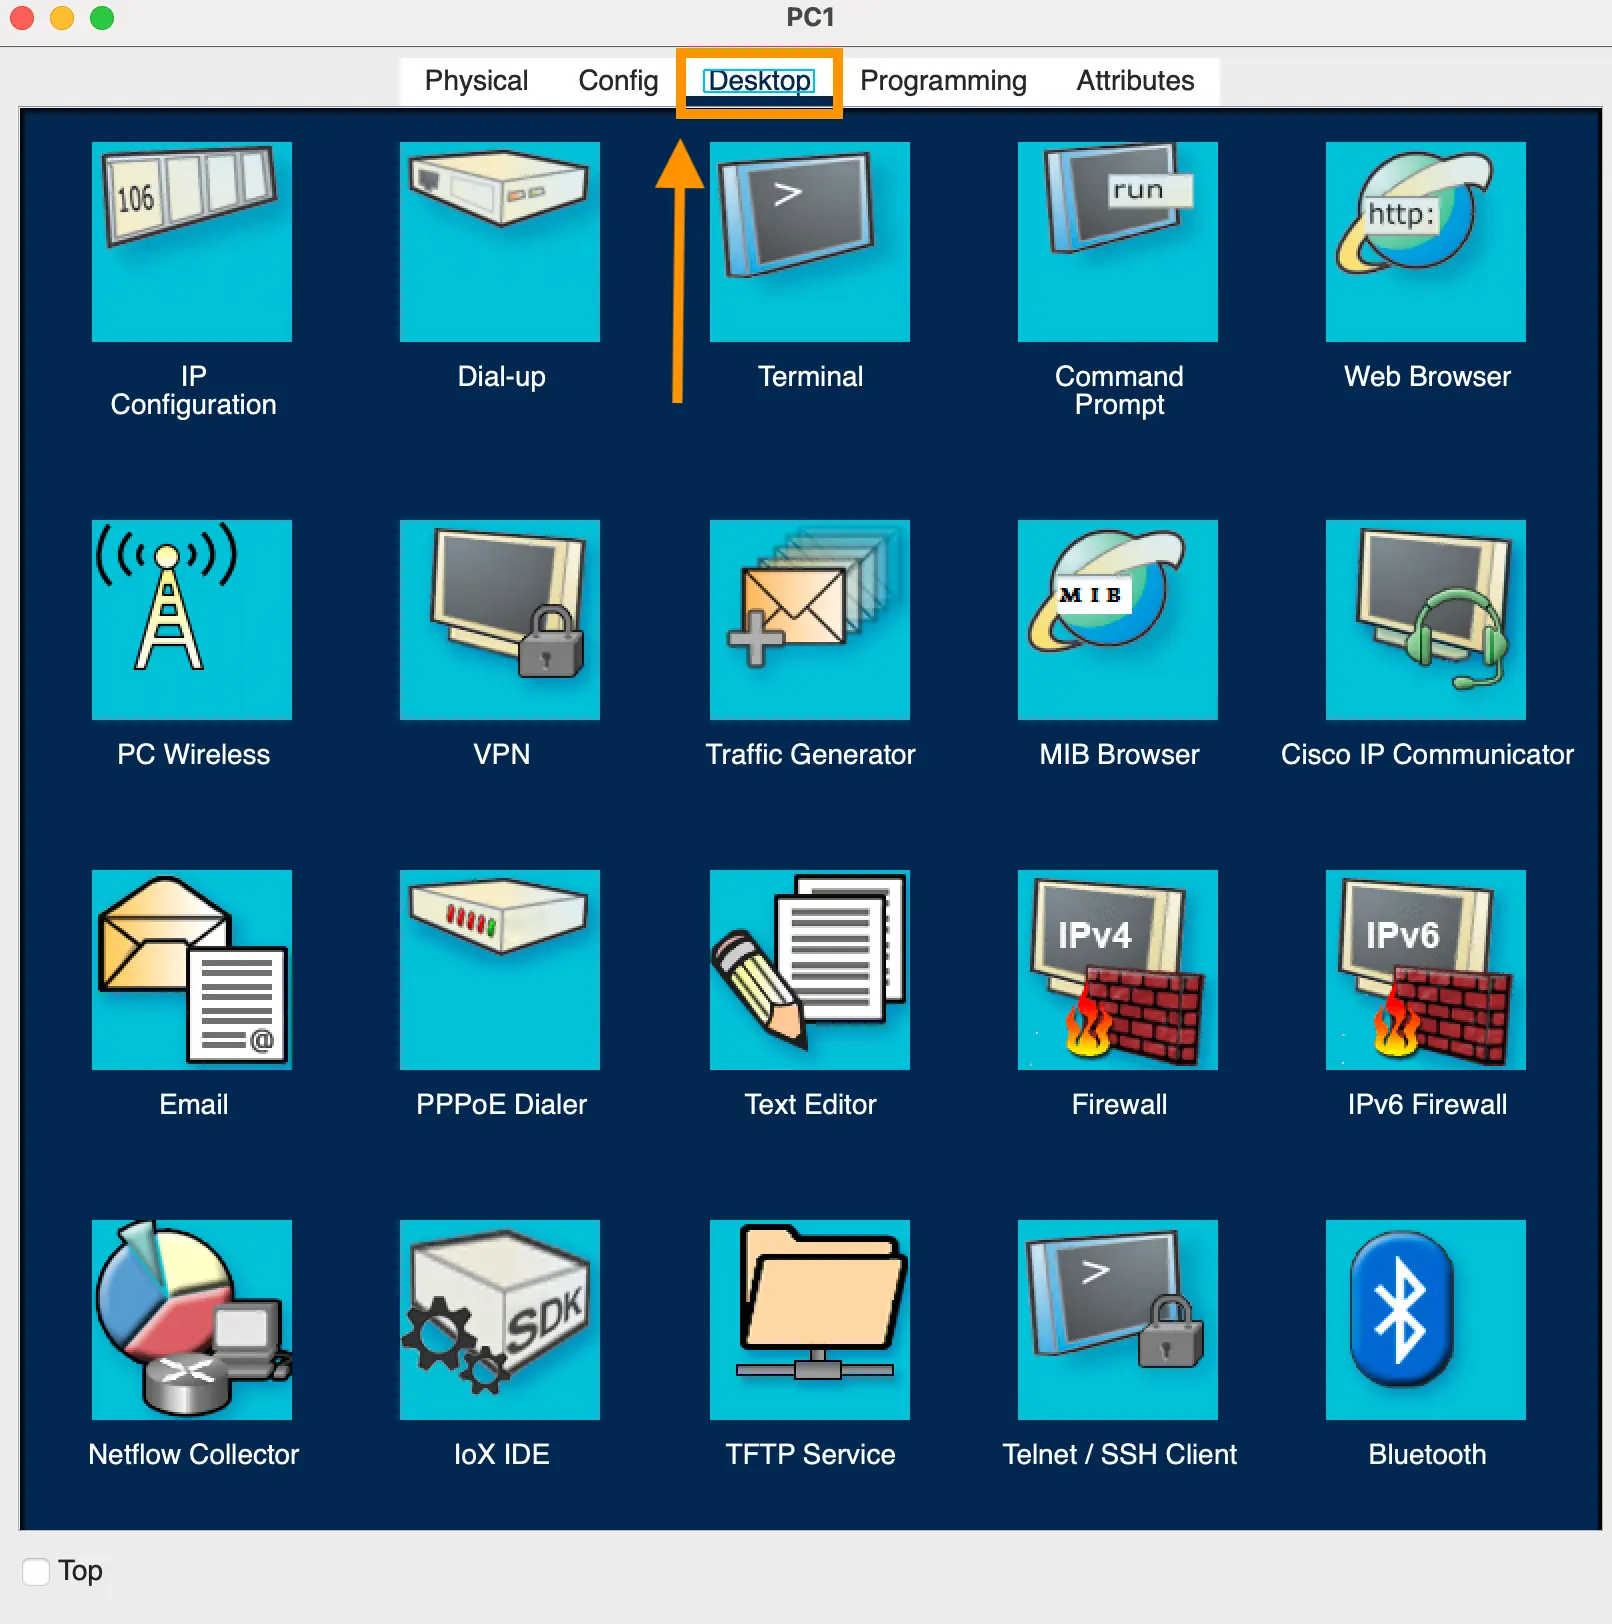 PC1
Physical
Config
Desktop
Programming
Attributes
106
>
run
http:
IP
Configuration
Dial-up
Terminal
Command
Prompt
Web Browser
M I B
PC Wireless
VPN
Traffic Generator
MIB Browser
Cisco IP Communicator
@
IPv4
IPv6
Email
PPPoE Dialer
Text Editor
Firewall
IPv6 Firewall
SDK
>
Netflow Collector
IoX IDE
TFTP Service
Telnet / SSH Client
Bluetooth
Top